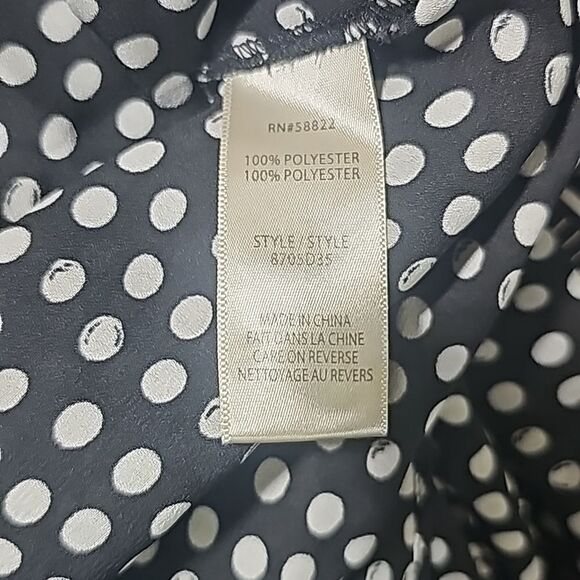 RN#58822
100% POLYESTER
100% POLYESTER
STYLE / STYLE
8705D35
MADE IN CHINA
FAIT DANS LA CHINE
CARE ON REVERSE
NETTOYAGE AU REVERS